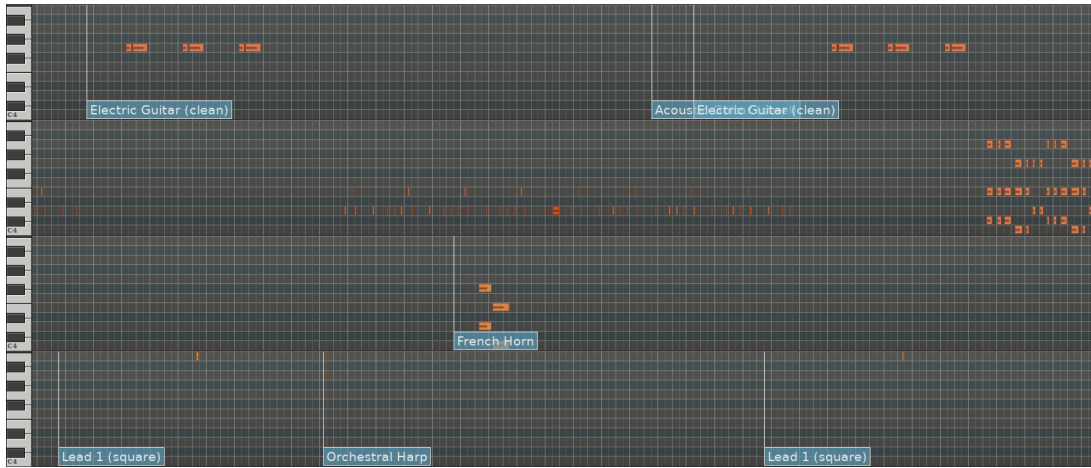 Electric Guitar (clean)
Acous
Electric Guitar (clean)
C4
C4
French Horn
C4
Lead 1 (square)
Orchestral Harp
Lead 1 (square)
C4